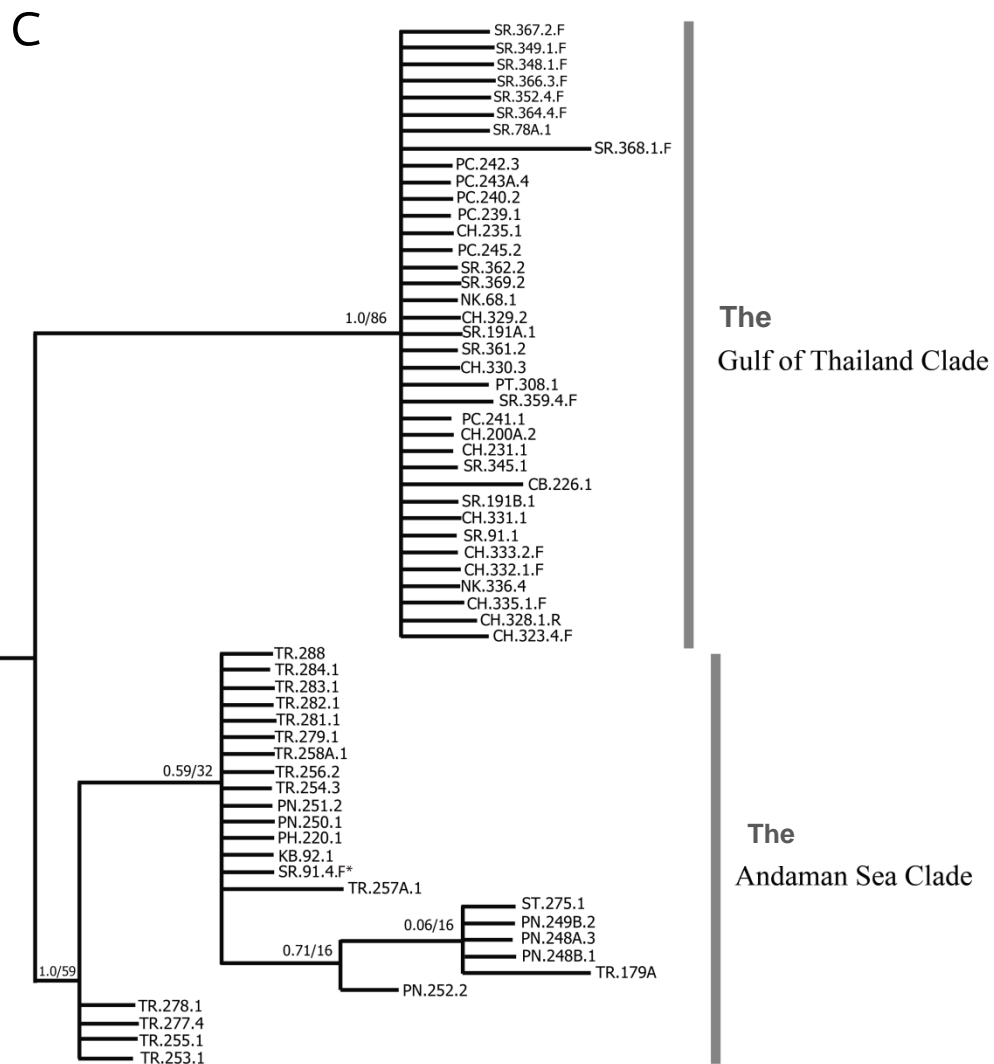 C
SR.367.2.F
SR.349.1.F
SR.348.1.F
SR.366.3.F
SR.352.4.F
SR.364.4.F
SR.78A.1
SR.368.1.F
PC.242.3
PC.243A.4
PC.240.2
PC.239.1
CH.235.1
PC.245.2
SR.362.2
SR.369.2
NK.68.1
CH.329.2
1.0/86
SR.191A.1
The
SR.361.2
Gulf of Thailand Clade
CH.330.3
PT.308.1
SR.359.4.F
PC.241.1
CH.200A.2
CH.231.1
SR.345.1
CB.226.1
SR.191B.1
CH.331.1
SR.91.1
CH.333.2.F
CH.332.1.F
NK.336.4
CH.335.1.F
CH.328.1.R
CH.323.4.F
TR.288
TR.284.1
TR.283.1
TR.282.1
TR.281.1
TR.279.1
TR.258A.1
0.59/32
TR.256.2
TR.254.3
PN.251.2
PN.250.1
PH.220.1
KB.92.1
SR.91.4.F*
TR.257A.1
The
Andaman Sea Clade
ST.275.1
PN.249B.2
0.06/16
PN.248A.3
PN.248B.1
0.71/16
TR.179A
PN.252.2
1.0/59
TR.278.1
TR.277.4
TR.255.1
TR.253.1